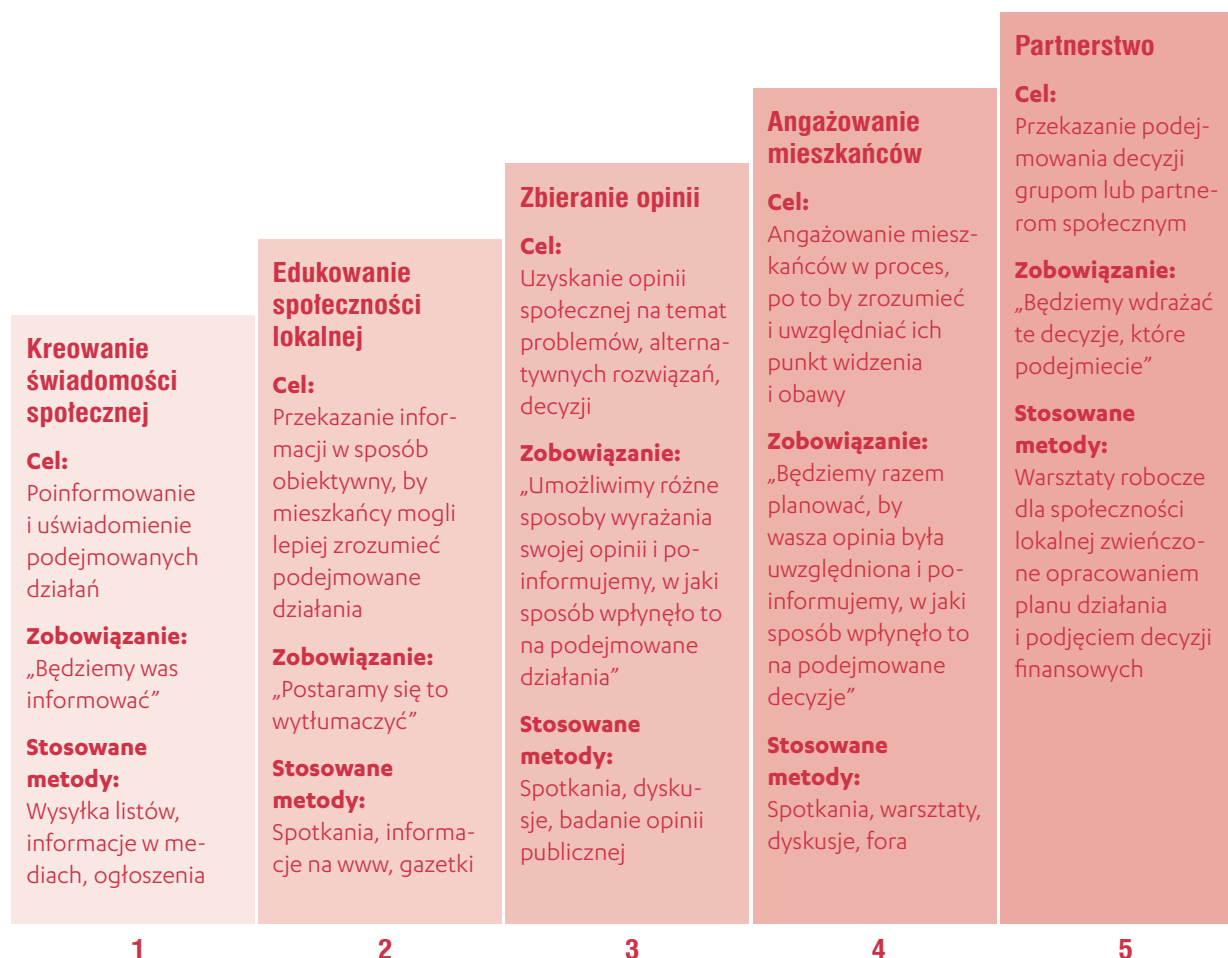 Kreowanie
świadomości
społecznej
Cel:
Poinformowanie
i uświadomienie
podejmowanych
działań
Zobowiązanie:
„Będziemy was
informować”
Stosowane
metody:
Wysyłka listów,
informacje w me-
diach, ogłoszenia
1
Edukowanie
społeczności
lokalnej
Cel:
Przekazanie infor-
macji w sposób
obiektywny, by
mieszkańcy mogli
lepiej zrozumieć
podejmowane
działania
Zobowiązanie:
„Postaramy się to
wytłumaczyć”
Stosowane
metody:
Spotkania, informa-
cje na www, gazetki
2
Zbieranie opinii
Cel:
Uzyskanie opinii
społecznej na temat
problemów, alterna-
tywnych rozwiązań,
decyzji
Zobowiązanie:
„Umożliwimy różne
sposoby wyrażania
swojej opinii i po-
informujemy, w jaki
sposób wpłynęło to
na podejmowane
działania”
Stosowane
metody:
Spotkania, dysku-
sje, badanie opinii
publicznej
3
Angażowanie
mieszkańców
Cel:
Angażowanie miesz-
kańców w proces,
po to by zrozumieć
i uwzględniać ich
punkt widzenia
i obawy
Zobowiązanie:
„Będziemy razem
planować, by
wasza opinia była
uwzględniona i po-
informujemy, w jaki
sposób wpłynęło to
na podejmowane
decyzje”
Stosowane
metody:
Spotkania, warsztaty,
dyskusje, fora
4
Partnerstwo
Cel:
Przekazanie podej-
mowania decyzji
grupom lub partne-
rom społecznym
Zobowiązanie:
„Będziemy wdrażać
te decyzje, które
podejmiecie”
Stosowane
metody:
Warsztaty robocze
dla społeczności
lokalnej zwieńczo-
ne opracowaniem
planu działania
i podjęciem decyzji
finansowych
5